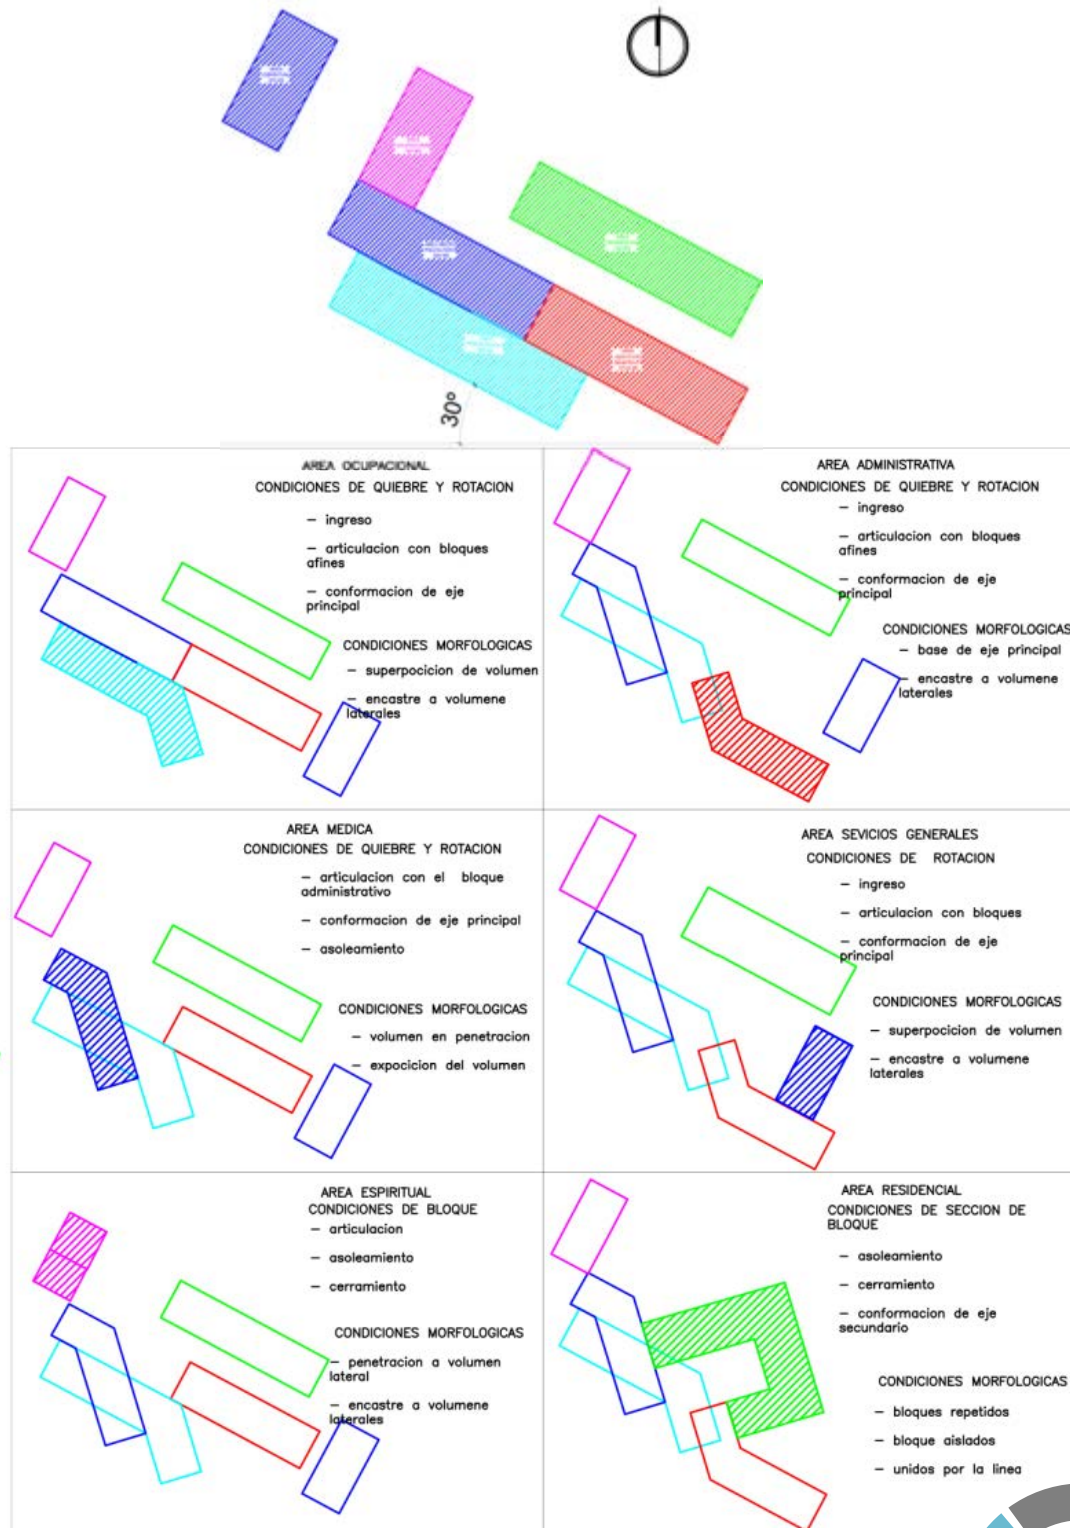 30°
AREA OCUPACIONAL
CONDICIONES DE QUIEBRE Y ROTACION
– ingreso
– articulacion con bloques
afines
– conformacion de eje
principal
CONDICIONES MORFOLOGICAS
– superpocicion de volumen
– encastre a volumene
laterales
AREA ADMINISTRATIVA
CONDICIONES DE QUIEBRE Y ROTACION
– ingreso
– articulacion con bloques
afines
– conformacion de eje
principal
CONDICIONES MORFOLOGICAS
– base de eje principal
– encastre a volumene
laterales
AREA MEDICA
CONDICIONES DE QUIEBRE Y ROTACION
– articulacion con el bloque
administrativo
– conformacion de eje principal
– asoleamiento
CONDICIONES MORFOLOGICAS
– volumen en penetracion
– expocicion del volumen
AREA SEVICIOS GENERALES
CONDICIONES DE ROTACION
– ingreso
– articulacion con bloques
– conformacion de eje
principal
CONDICIONES MORFOLOGICAS
– superpocicion de volumen
– encastre a volumene
laterales
AREA ESPIRITUAL
CONDICIONES DE BLOQUE
– articulacion
– asoleamiento
– cerramiento
CONDICIONES MORFOLOGICAS
– penetracion a volumen
lateral
– encastre a volumene
laterales
AREA RESIDENCIAL
CONDICIONES DE SECCION DE
BLOQUE
– asoleamiento
– cerramiento
– conformacion de eje
secundario
CONDICIONES MORFOLOGICAS
– bloques repetidos
– bloque aislados
– unidos por la linea